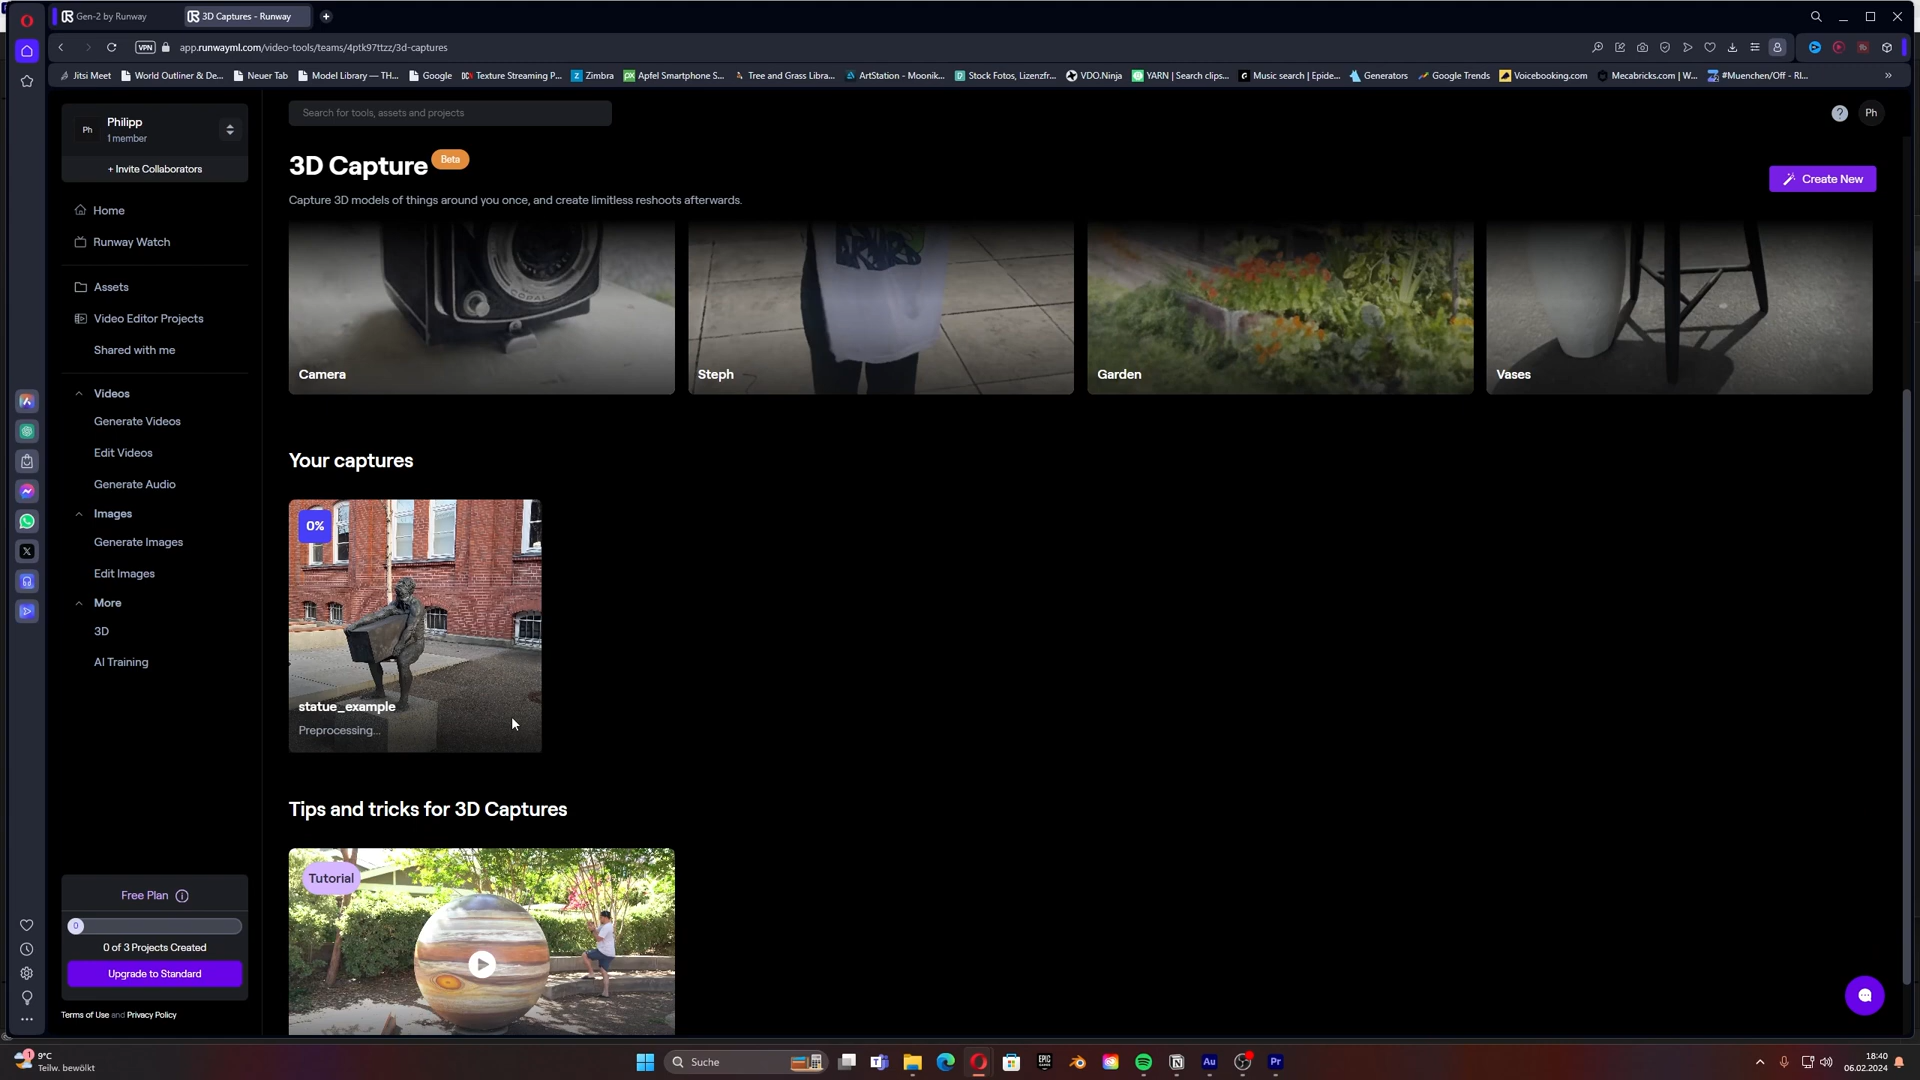 Gen-2 by Runway
3D Captures - Runway
VPN
app.runwayml.com/video-tools/teams/4ptk97ttzz/3d-captures
Jitsi Meet
World Outliner & De...
Neuer Tab
Model Library — TH...
Google
Texture Streaming P...
Zimbra
Apfel Smartphone S...
Tree and Grass Libra...
ArtStation - Moonik...
Stock Fotos, Lizenzfr...
VDO.Ninja
YARN | Search clips...
Music search | Epide...
Generators
Google Trends
Voicebooking.com
Mecabricks.com | W...
#Muenchen/Off - RI...
Ph
Philipp
1 member
+ Invite Collaborators
Home
Runway Watch
Assets
Video Editor Projects
Shared with me
Videos
Generate Videos
Edit Videos
Generate Audio
Images
Generate Images
Edit Images
More
3D
AI Training
Free Plan
0
0 of 3 Projects Created
Upgrade to Standard
Terms of Use and Privacy Policy
Search for tools, assets and projects
Ph
3D Capture
Beta
Create New
Capture 3D models of things around you once, and create limitless reshoots afterwards.
Camera
Steph
Garden
Vases
Your captures
0%
statue_example
Preprocessing...
Tips and tricks for 3D Captures
Tutorial
9°C
Teilw. bewölkt
Suche
18:40
06.02.2024